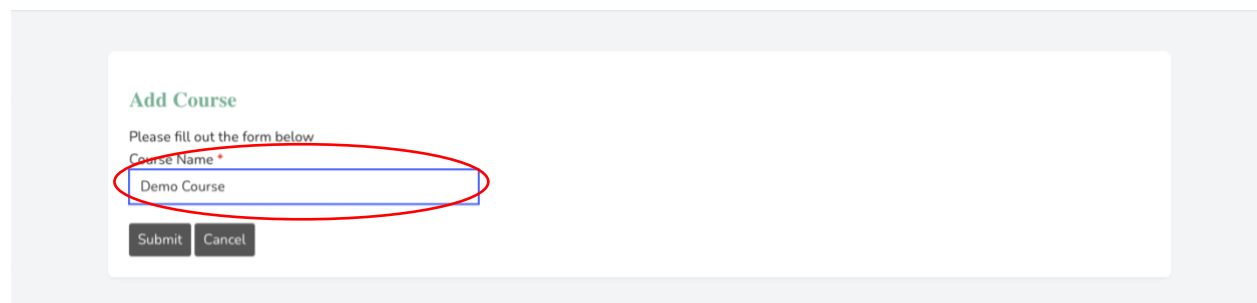 Add Course
Please fill out the form below
Course Name *
Demo Course
Submit Cancel